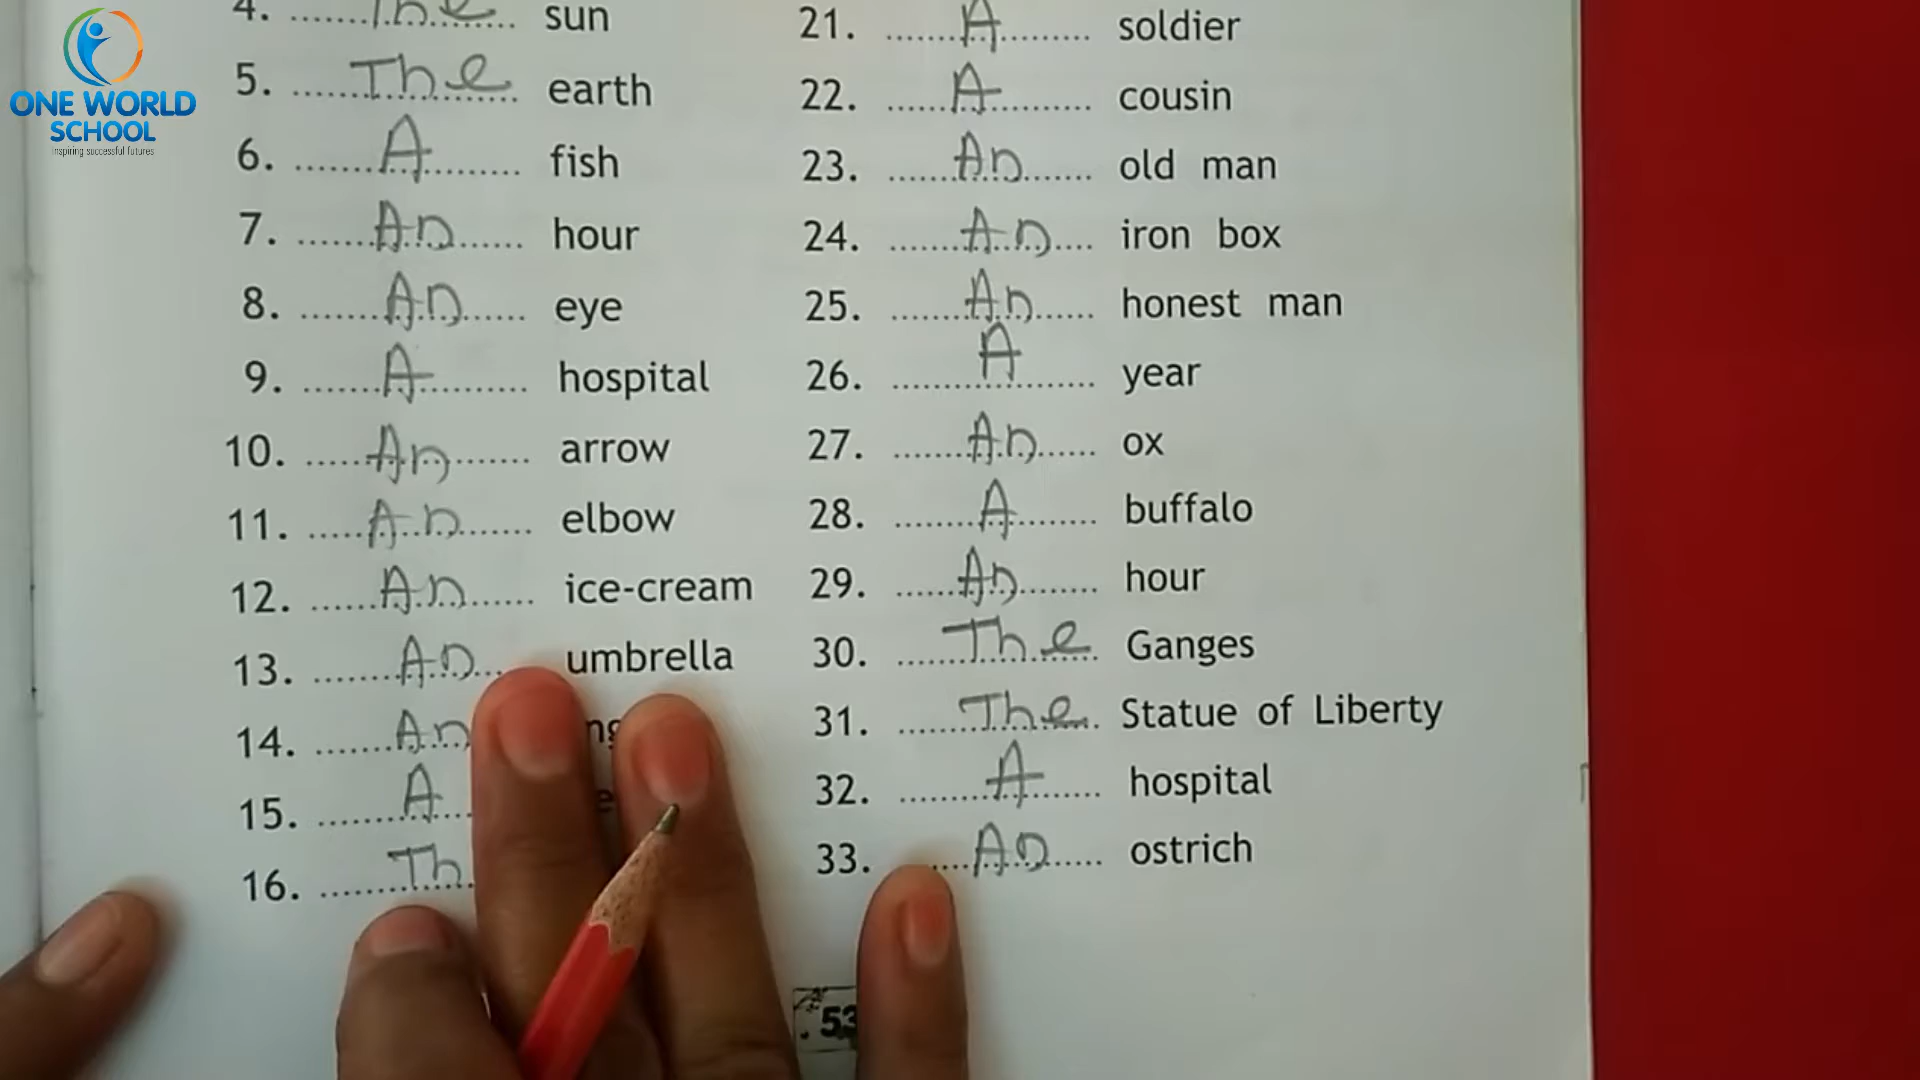 ONE WORLD
SCHOOL
inspiring successful futures
4. The sun
5. The earth
6. A fish
7. An hour
8. An eye
9. A hospital
10. An arrow
11. An elbow
12. An ice-cream
13. An umbrella
14. An
15. A
16. Th
21. A soldier
22. A cousin
23. An old man
24. An iron box
25. An honest man
26. A year
27. An ox
28. A buffalo
29. An hour
30. The Ganges
31. The Statue of Liberty
32. A hospital
33. An ostrich
53